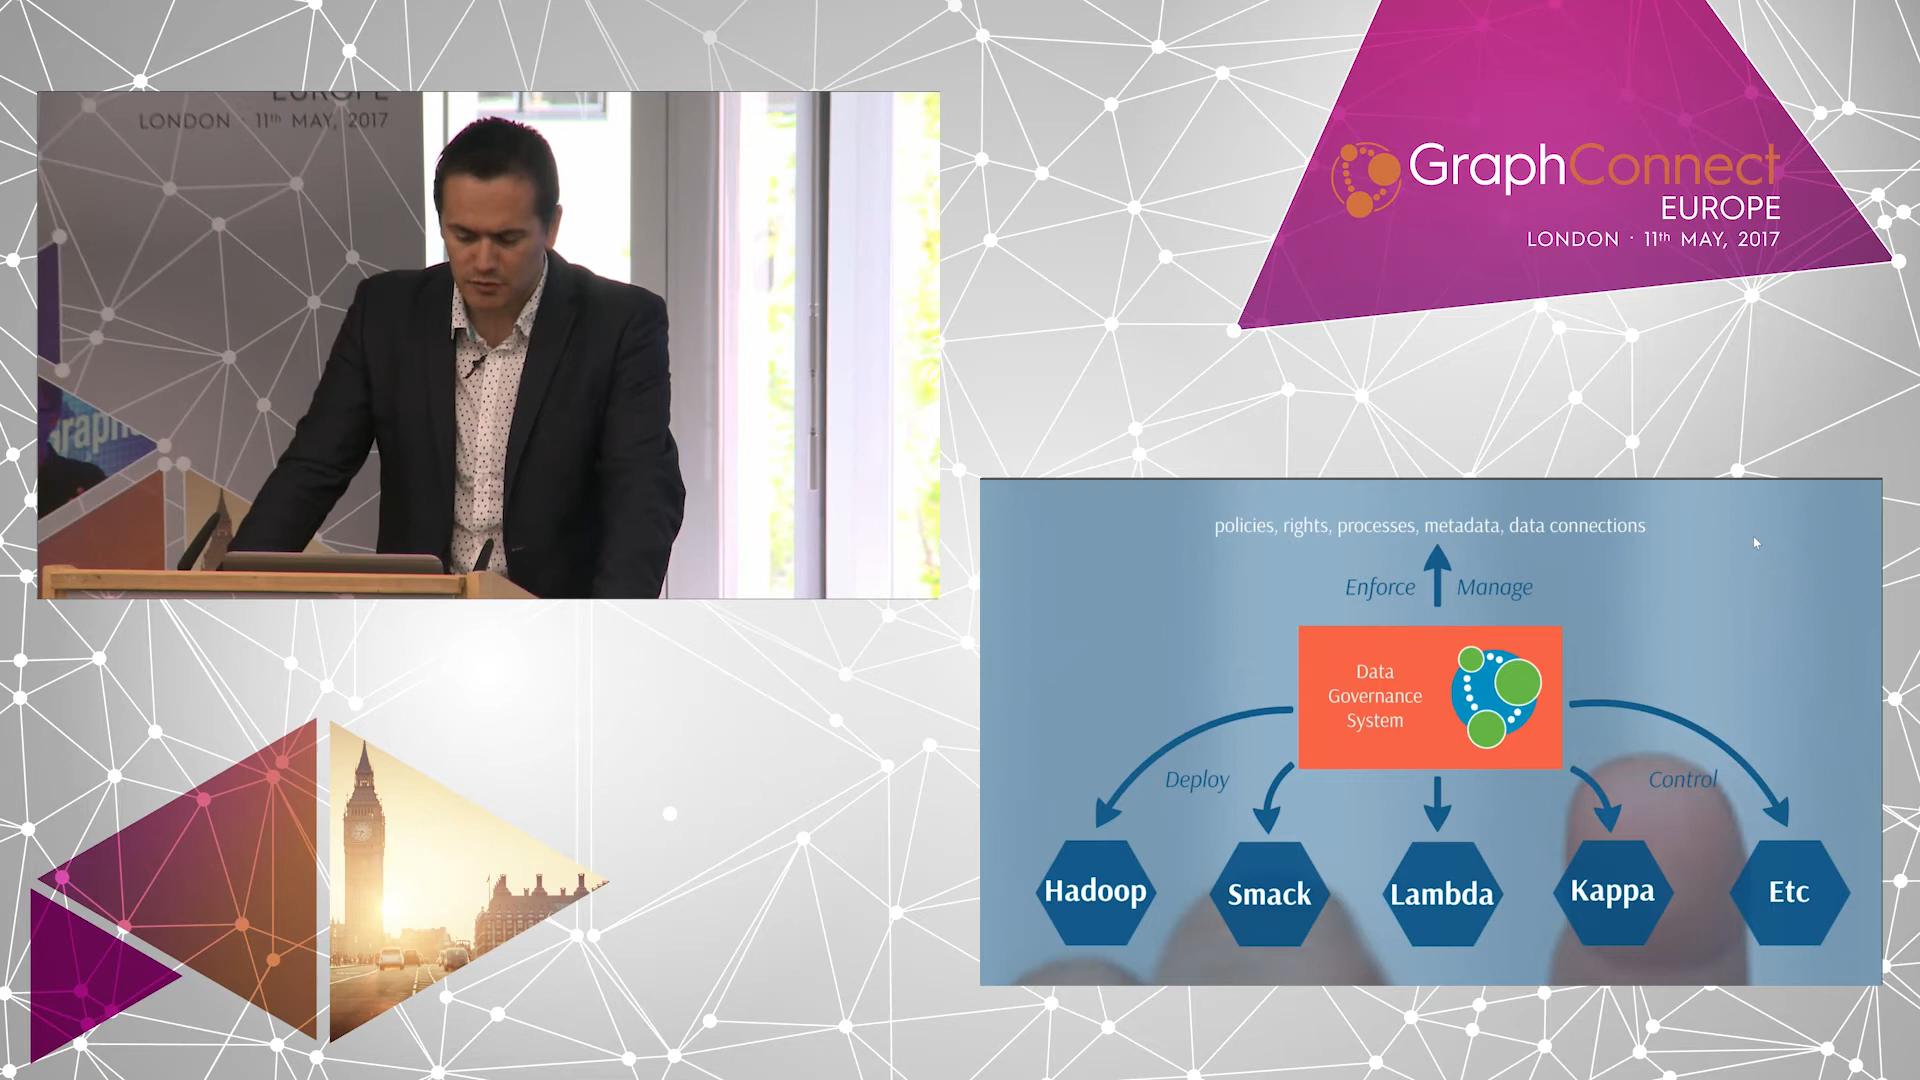 EUROPE
LONDON · 11th MAY, 2017
Graph
GraphConnect
EUROPE
LONDON · 11th MAY, 2017
policies, rights, processes, metadata, data connections
Enforce Manage
Data
Governance
System
Deploy Control
Hadoop Smack Lambda Kappa Etc